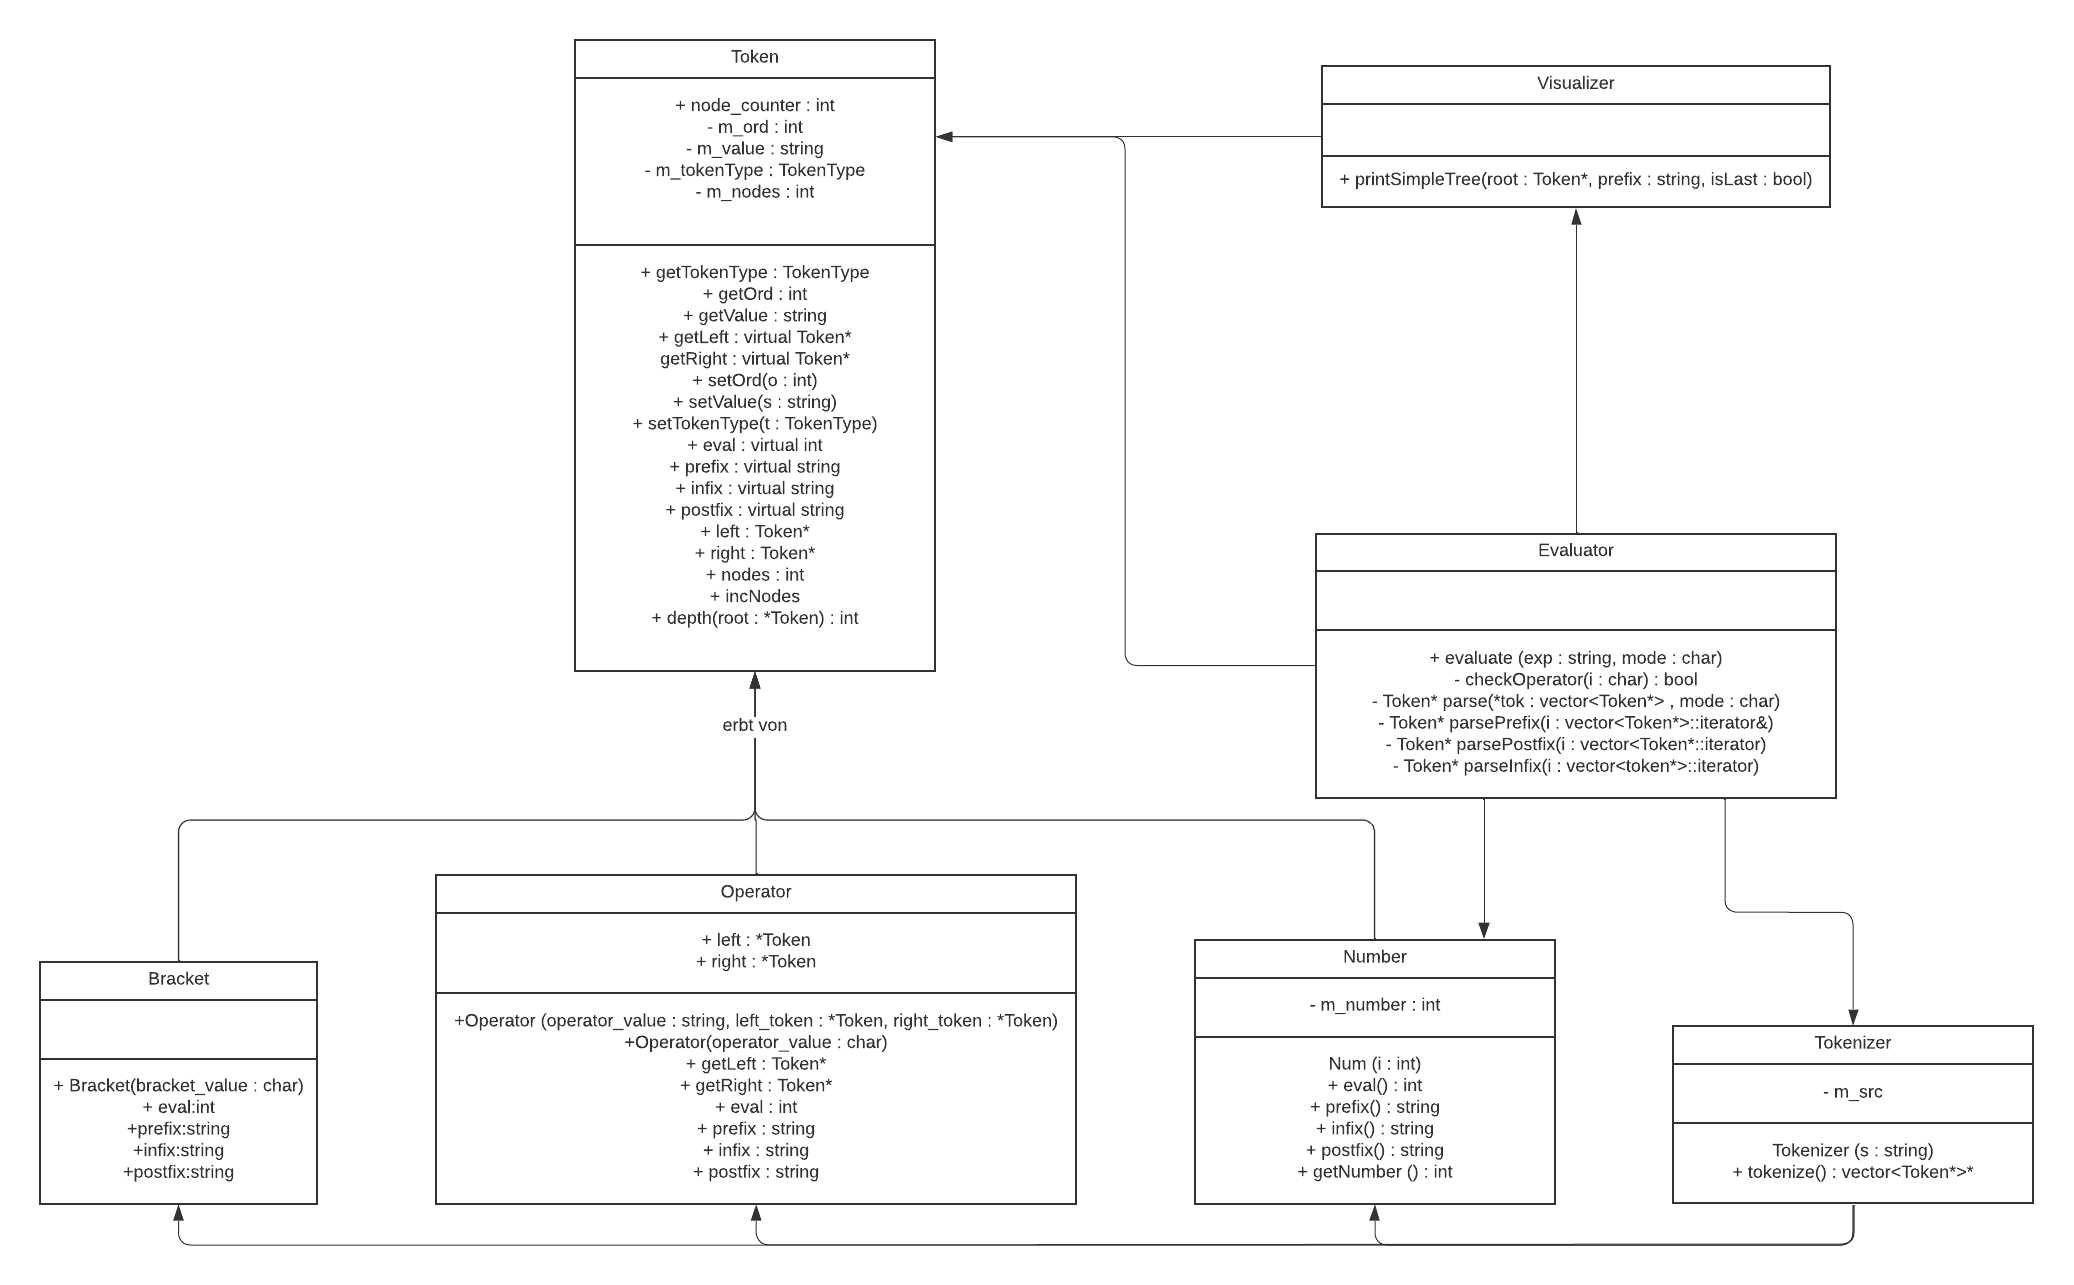 Token
+ node_counter : int
- m_ord : int
- m_value : string
- m_tokenType : TokenType
- m_nodes : int
+ getTokenType : TokenType
+ getOrd : int
+ getValue : string
+ getLeft : virtual Token*
getRight : virtual Token*
+ setOrd(o : int)
+ setValue(s : string)
+ setTokenType(t : TokenType)
+ eval : virtual int
+ prefix : virtual string
+ infix : virtual string
+ postfix : virtual string
+ left : Token*
+ right : Token*
+ nodes : int
+ incNodes
+ depth(root : *Token) : int
Visualizer
+ printSimpleTree(root : Token*, prefix : string, isLast : bool)
Evaluator
+ evaluate (exp : string, mode : char)
- checkOperator(i : char) : bool
- Token* parse(*tok : vector<Token*> , mode : char)
- Token* parsePrefix(i : vector<Token*>::iterator&)
- Token* parsePostfix(i : vector<Token*::iterator)
- Token* parseInfix(i : vector<token*>::iterator)
erbt von
Bracket
+ Bracket(bracket_value : char)
+ eval:int
+prefix:string
+infix:string
+postfix:string
Operator
+ left : *Token
+ right : *Token
+Operator (operator_value : string, left_token : *Token, right_token : *Token)
+Operator(operator_value : char)
+ getLeft : Token*
+ getRight : Token*
+ eval : int
+ prefix : string
+ infix : string
+ postfix : string
Number
- m_number : int
Num (i : int)
+ eval() : int
+ prefix() : string
+ infix() : string
+ postfix() : string
+ getNumber () : int
Tokenizer
- m_src
Tokenizer (s : string)
+ tokenize() : vector<Token*>*